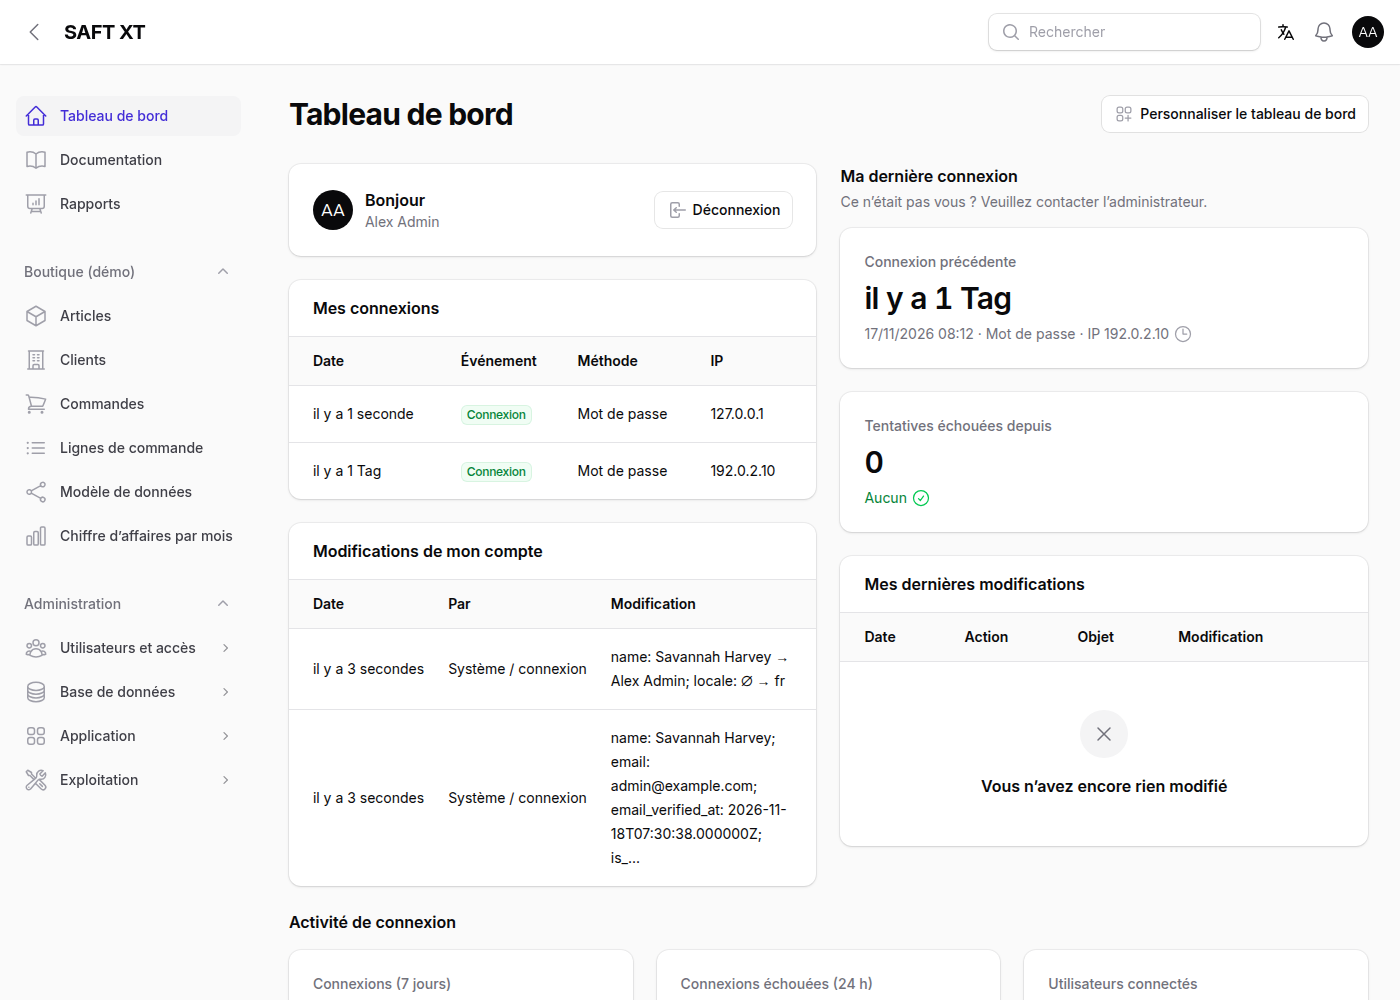 SAFT XT
Rechercher
AA
Tableau de bord
Documentation
Rapports
Boutique (démo)
Articles
Clients
Commandes
Lignes de commande
Modèle de données
Chiffre d’affaires par mois
Administration
Utilisateurs et accès
Base de données
Application
Exploitation
Tableau de bord
Personnaliser le tableau de bord
AA
Bonjour
Alex Admin
Déconnexion
Mes connexions
Date Événement Méthode IP
il y a 1 seconde Connexion Mot de passe 127.0.0.1
il y a 1 Tag Connexion Mot de passe 192.0.2.10
Modifications de mon compte
Date Par Modification
il y a 3 secondes Système / connexion name: Savannah Harvey →
Alex Admin; locale: ∅ → fr
il y a 3 secondes Système / connexion name: Savannah Harvey;
email:
admin@example.com;
email_verified_at: 2026-11-
18T07:30:38.000000Z;
is_...
Ma dernière connexion
Ce n’était pas vous ? Veuillez contacter l’administrateur.
Connexion précédente
il y a 1 Tag
17/11/2026 08:12 · Mot de passe · IP 192.0.2.10
Tentatives échouées depuis
0
Aucun
Mes dernières modifications
Date Action Objet Modification
Vous n’avez encore rien modifié
Activité de connexion
Connexions (7 jours)
Connexions échouées (24 h)
Utilisateurs connectés